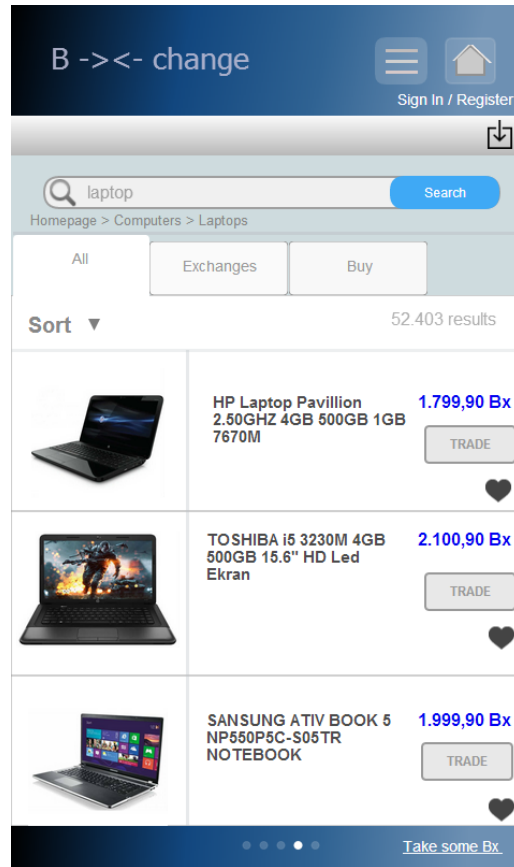 B -><- change
Sign In / Register
laptop
Search
Homepage > Computers > Laptops
All
Exchanges
Buy
Sort ▼
52.403 results
HP Laptop Pavillion
2.50GHZ 4GB 500GB 1GB
7670M
1.799,90 Bx
TRADE
TOSHIBA i5 3230M 4GB
500GB 15.6" HD Led
Ekran
2.100,90 Bx
TRADE
SANSUNG ATIV BOOK 5
NP550P5C-S05TR
NOTEBOOK
1.999,90 Bx
TRADE
Take some Bx